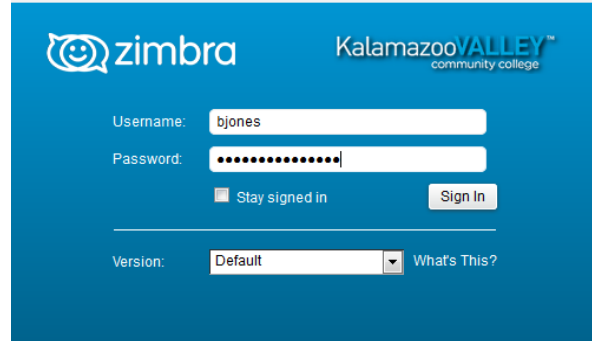 zimbra
KalamazooVALLEY™
community college
Username: bjones
Password: •••••••••••••••
Stay signed in Sign In
Version: Default What's This?